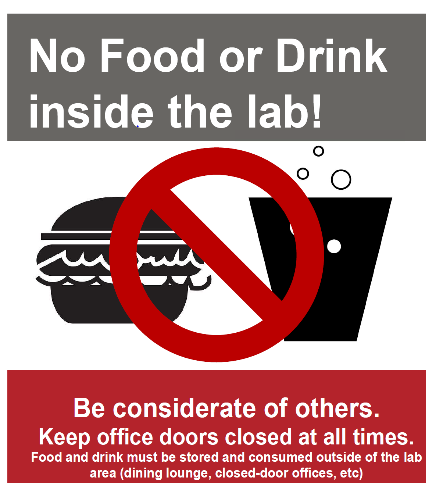 No Food or Drink
inside the lab!
Be considerate of others.
Keep office doors closed at all times.
Food and drink must be stored and consumed outside of the lab
area (dining lounge, closed-door offices, etc)